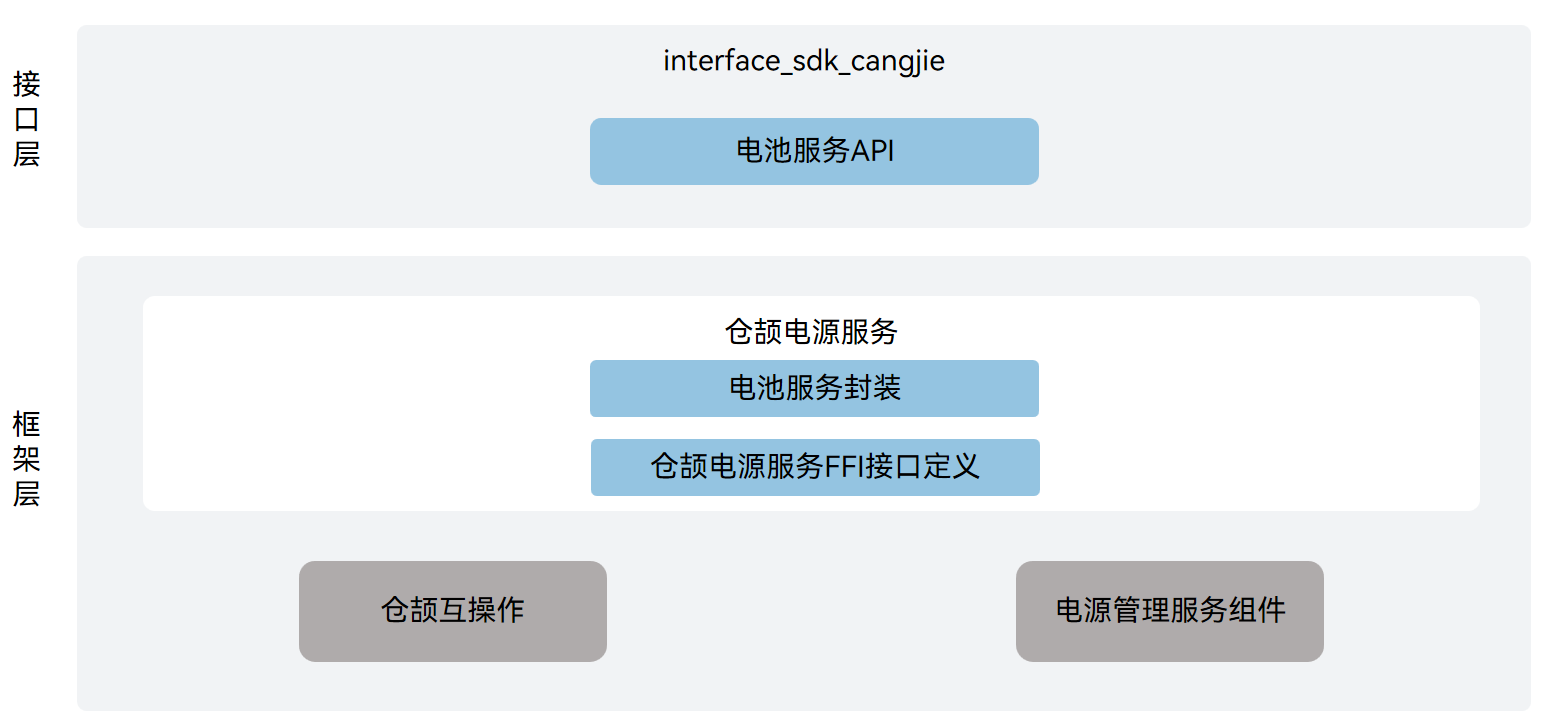 接口层
interface_sdk_cangjie
电池服务API
框架层
仓颉电源服务
电池服务封装
仓颉电源服务FFI接口定义
仓颉互操作
电源管理服务组件